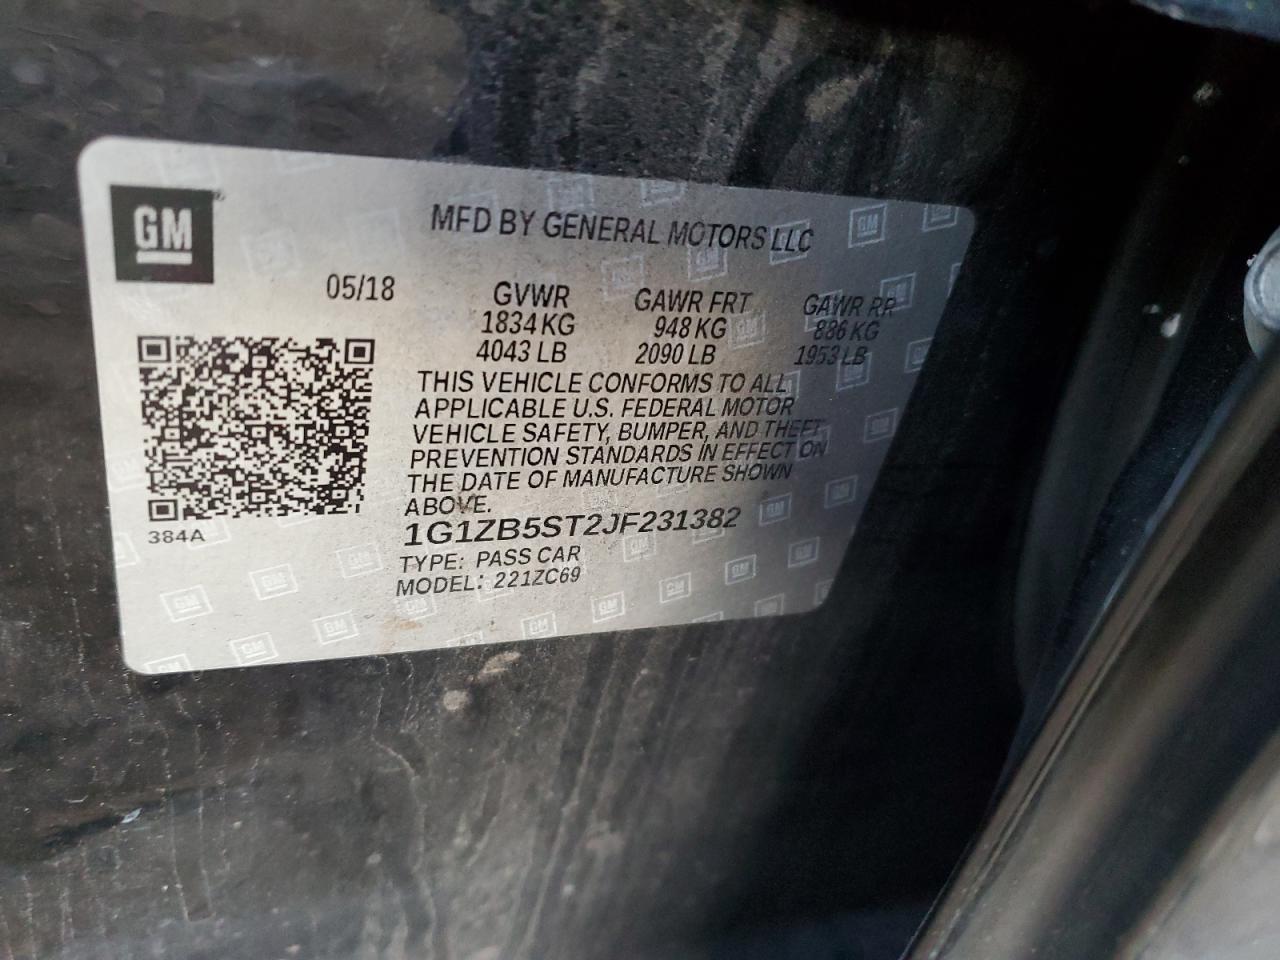 GM
MFD BY GENERAL MOTORS LLC
05/18 GVWR GAWR FRT GAWR RR
1834 KG 948 KG 886 KG
4043 LB 2090 LB 1953 LB
THIS VEHICLE CONFORMS TO ALL
APPLICABLE U.S. FEDERAL MOTOR
VEHICLE SAFETY, BUMPER, AND THEFT
PREVENTION STANDARDS IN EFFECT ON
THE DATE OF MANUFACTURE SHOWN
ABOVE.
1G1ZB5ST2JF231382
384A
TYPE: PASS CAR
MODEL: 221ZC69